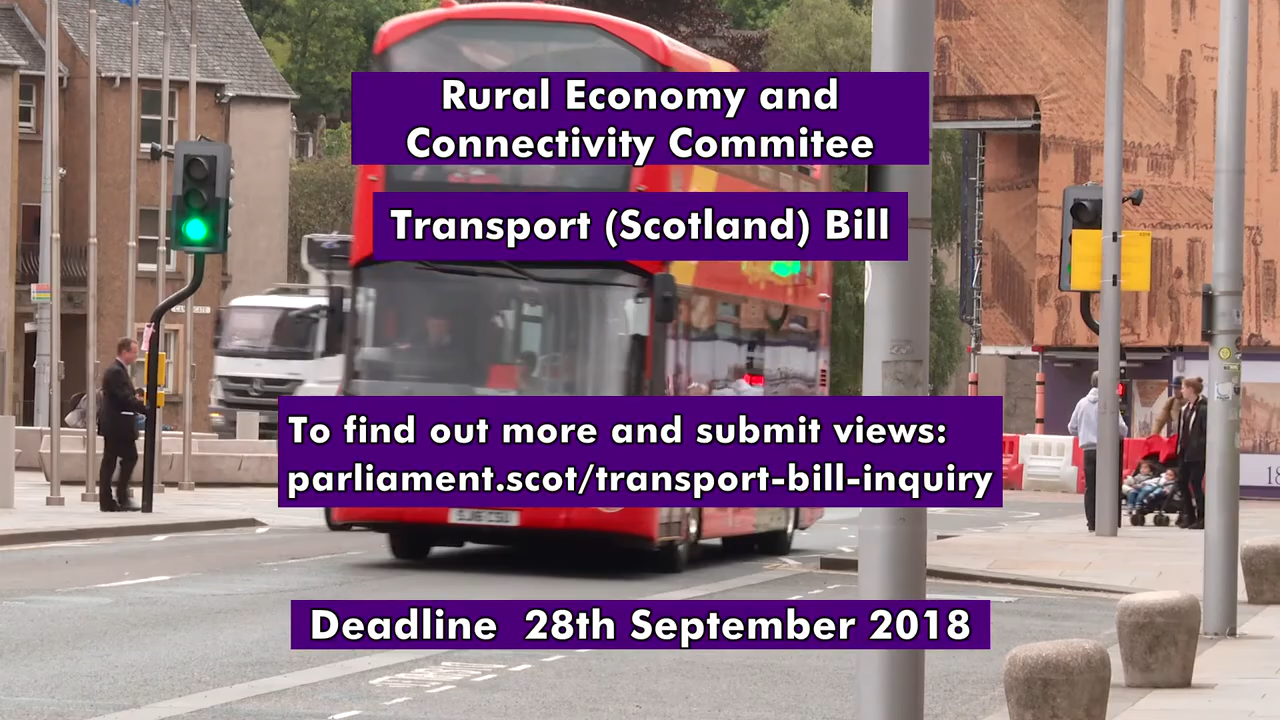 Rural Economy and
Connectivity Commitee
Transport (Scotland) Bill
To find out more and submit views:
parliament.scot/transport-bill-inquiry
Deadline  28th September 2018